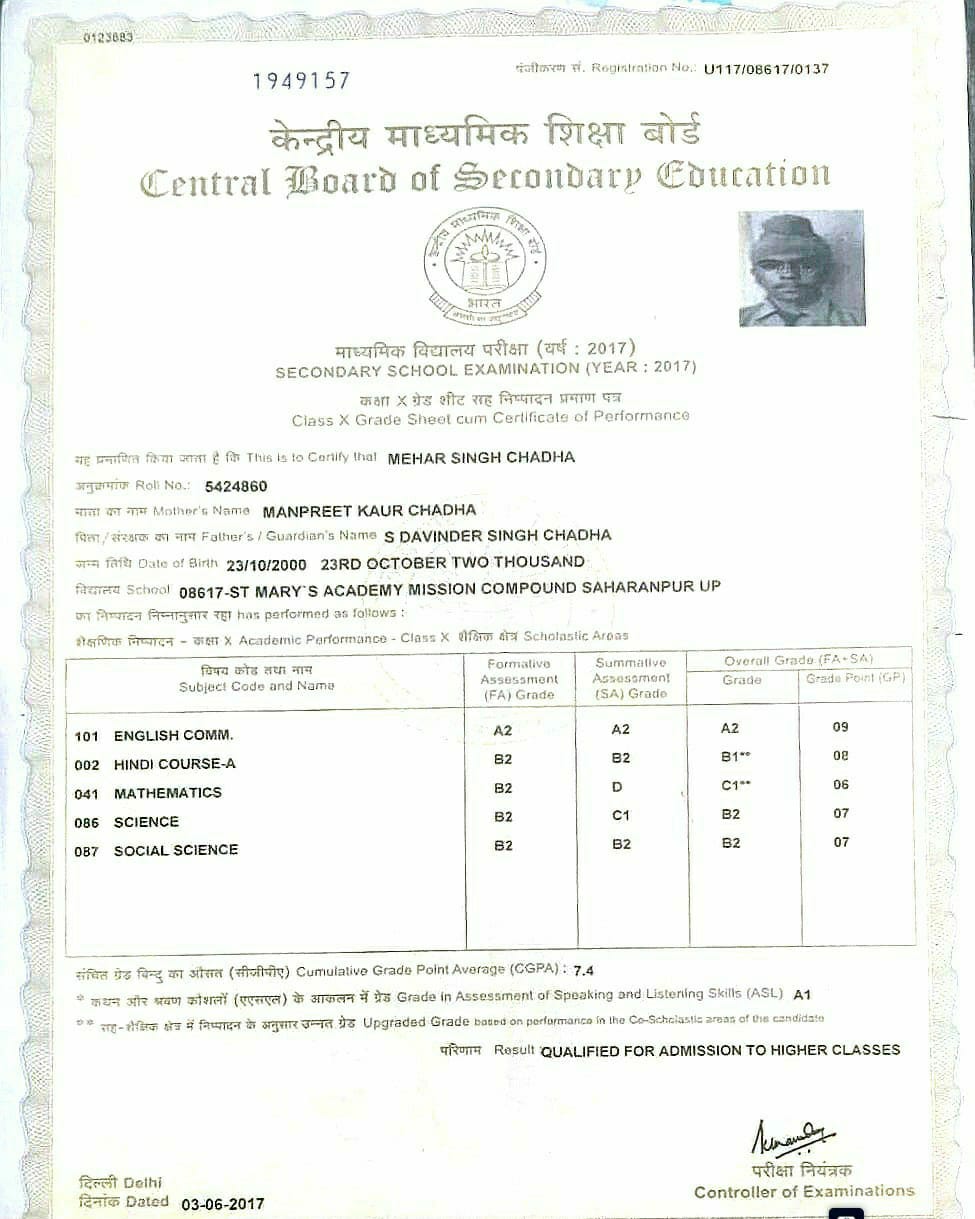 0123683
1949157
पंजीकरण सं. Registration No.: U117/08617/0137
केन्द्रीय माध्यमिक शिक्षा बोर्ड
Central Board of Secondary Education
केन्द्रीय माध्यमिक शिक्षा बोर्ड
भारत
माध्यमिक विद्यालय परीक्षा (वर्ष : 2017)
SECONDARY SCHOOL EXAMINATION (YEAR : 2017)
कक्षा X ग्रेड शीट सह निष्पादन प्रमाण पत्र
Class X Grade Sheet cum Certificate of Performance
यह प्रमाणित किया जाता है कि This is to Certify that MEHAR SINGH CHADHA
अनुक्रमांक Roll No.: 5424860
माता का नाम Mother's Name MANPREET KAUR CHADHA
पिता/संरक्षक का नाम Father's / Guardian's Name S DAVINDER SINGH CHADHA
जन्म तिथि Date of Birth 23/10/2000 23RD OCTOBER TWO THOUSAND
विद्यालय School 08617-ST MARY`S ACADEMY MISSION COMPOUND SAHARANPUR UP
का निष्पादन निम्नानुसार रहा has performed as follows :
शैक्षणिक निष्पादन - कक्षा X Academic Performance - Class X शैक्षिक क्षेत्र Scholastic Areas
विषय कोड तथा नाम Subject Code and Name
Formative Assessment (FA) Grade
Summative Assessment (SA) Grade
Overall Grade (FA+SA)
Grade Grade Point (GP)
101 ENGLISH COMM. A2 A2 A2 09
002 HINDI COURSE-A B2 B2 B1** 08
041 MATHEMATICS B2 D C1** 06
086 SCIENCE B2 C1 B2 07
087 SOCIAL SCIENCE B2 B2 B2 07
संचित ग्रेड बिन्दु का औसत (सीजीपीए) Cumulative Grade Point Average (CGPA) : 7.4
* कथन और श्रवण कौशलों (एएसएल) के आकलन में ग्रेड Grade in Assessment of Speaking and Listening Skills (ASL) A1
** सह-शैक्षिक क्षेत्र में निष्पादन के अनुसार उन्नत ग्रेड Upgraded Grade based on performance in the Co-Scholastic areas of the candidate
परिणाम Result QUALIFIED FOR ADMISSION TO HIGHER CLASSES
दिल्ली Delhi
दिनांक Dated 03-06-2017
परीक्षा नियंत्रक
Controller of Examinations